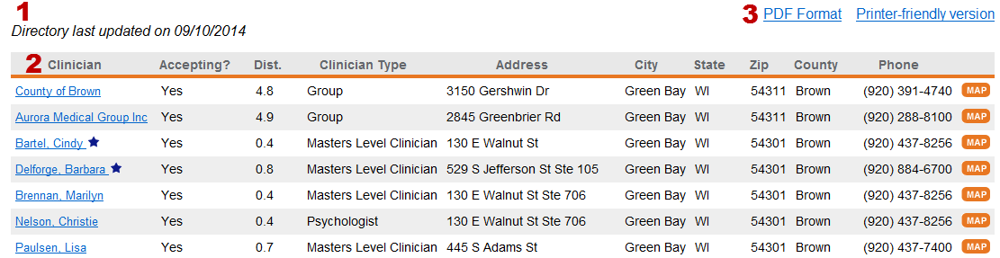 1
3 PDF Format Printer-friendly version
Directory last updated on 09/10/2014
2 Clinician Accepting? Dist. Clinician Type Address City State Zip County Phone
County of Brown Yes 4.8 Group 3150 Gershwin Dr Green Bay WI 54311 Brown (920) 391-4740 MAP
Aurora Medical Group Inc Yes 4.9 Group 2845 Greenbrier Rd Green Bay WI 54311 Brown (920) 288-8100 MAP
Bartel, Cindy Yes 0.4 Masters Level Clinician 130 E Walnut St Green Bay WI 54301 Brown (920) 437-8256 MAP
Delforge, Barbara Yes 0.8 Masters Level Clinician 529 S Jefferson St Ste 105 Green Bay WI 54301 Brown (920) 884-6700 MAP
Brennan, Marilyn Yes 0.4 Masters Level Clinician 130 E Walnut St Ste 706 Green Bay WI 54301 Brown (920) 437-8256 MAP
Nelson, Christie Yes 0.4 Psychologist 130 E Walnut St Ste 706 Green Bay WI 54301 Brown (920) 437-8256 MAP
Paulsen, Lisa Yes 0.7 Masters Level Clinician 445 S Adams St Green Bay WI 54301 Brown (920) 437-7400 MAP